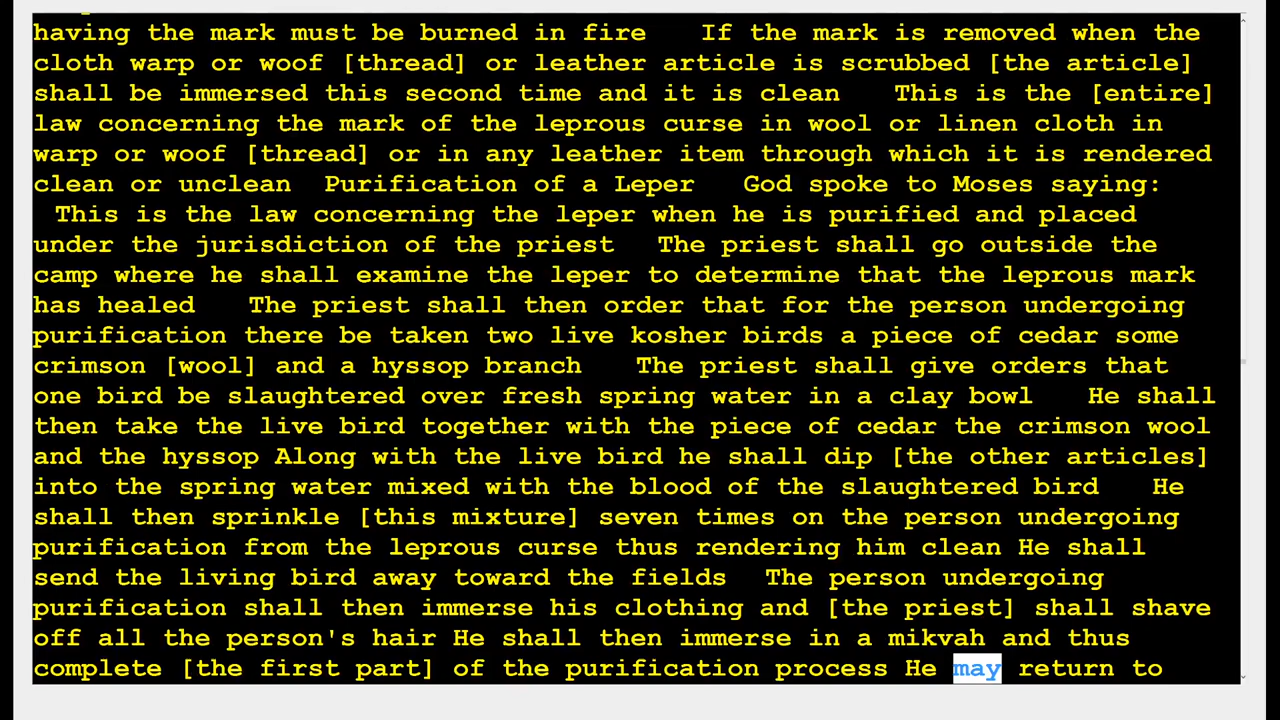 having the mark must be burned in fire If the mark is removed when the
cloth warp or woof [thread] or leather article is scrubbed [the article]
shall be immersed this second time and it is clean This is the [entire]
law concerning the mark of the leprous curse in wool or linen cloth in
warp or woof [thread] or in any leather item through which it is rendered
clean or unclean Purification of a Leper God spoke to Moses saying:
This is the law concerning the leper when he is purified and placed
under the jurisdiction of the priest The priest shall go outside the
camp where he shall examine the leper to determine that the leprous mark
has healed The priest shall then order that for the person undergoing
purification there be taken two live kosher birds a piece of cedar some
crimson [wool] and a hyssop branch The priest shall give orders that
one bird be slaughtered over fresh spring water in a clay bowl He shall
then take the live bird together with the piece of cedar the crimson wool
and the hyssop Along with the live bird he shall dip [the other articles]
into the spring water mixed with the blood of the slaughtered bird He
shall then sprinkle [this mixture] seven times on the person undergoing
purification from the leprous curse thus rendering him clean He shall
send the living bird away toward the fields The person undergoing
purification shall then immerse his clothing and [the priest] shall shave
off all the person's hair He shall then immerse in a mikvah and thus
complete [the first part] of the purification process He may return to